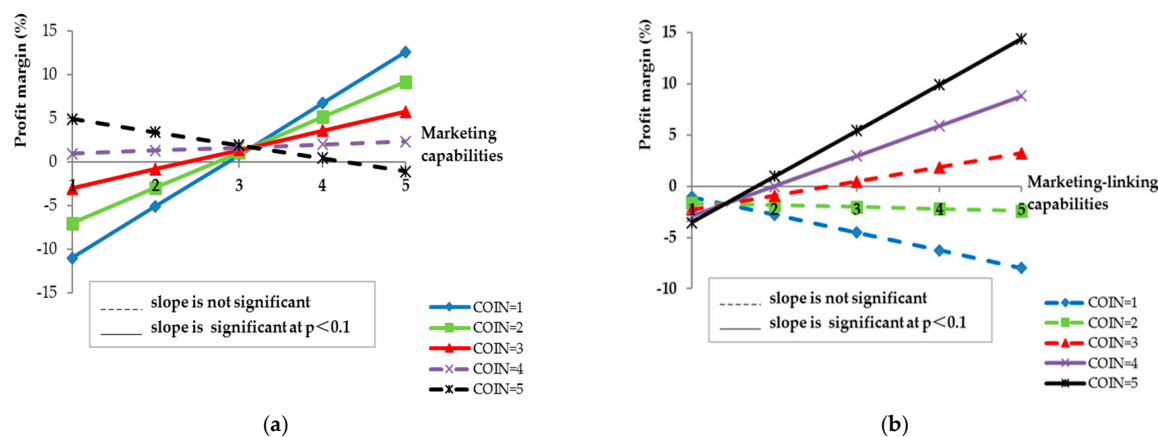 Profit margin (%)
15
10
5
0
-5
-10
-15
1 2 3 4 5
Marketing
capabilities
slope is not significant
slope is significant at p<0.1
COIN=1
COIN=2
COIN=3
COIN=4
COIN=5
(a)
Profit margin (%)
15
10
5
0
-5
-10
1 2 3 4 5
Marketing-linking
capabilities
slope is not significant
slope is significant at p<0.1
COIN=1
COIN=2
COIN=3
COIN=4
COIN=5
(b)